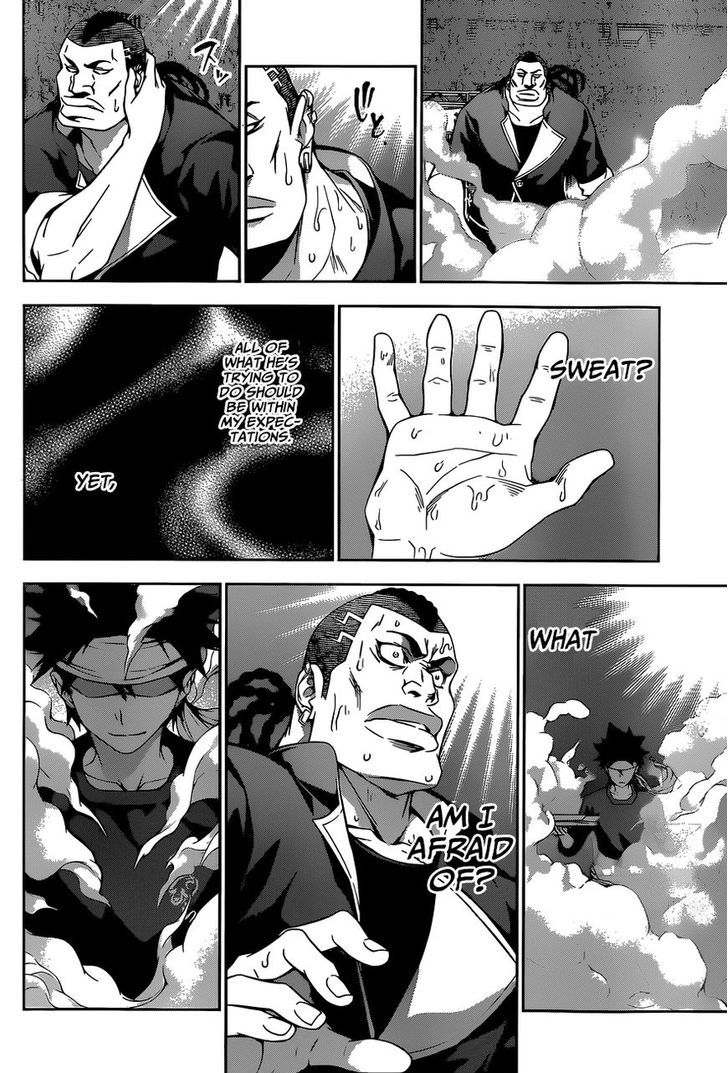 じと。
スッ
SWEAT?
ALL OF
WHAT HE'S
TRYING TO
DO SHOULD
BE WITHIN
MY EXPEC-
TATIONS.
YET,
WHAT
AM I
AFRAID
OF?